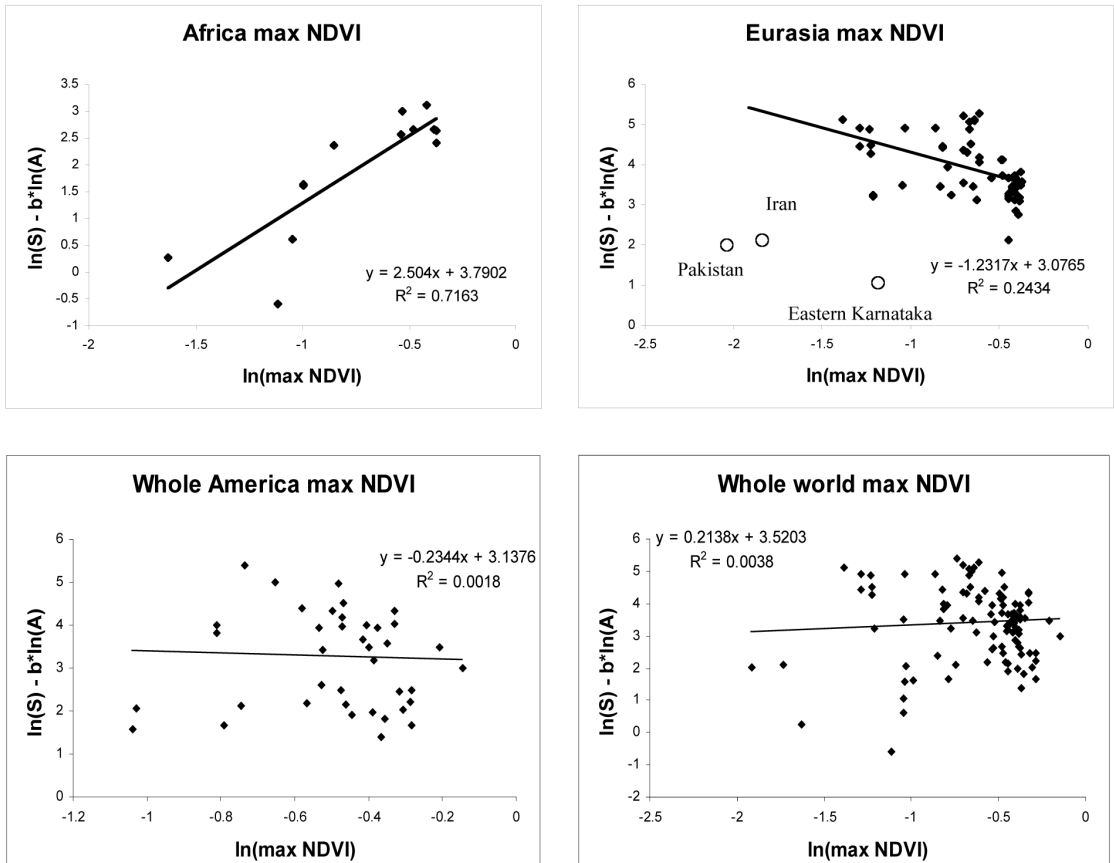 Africa max NDVI
ln(S) - b*ln(A)
3.5
3
2.5
2
1.5
1
0.5
0
-0.5
-1
y = 2.504x + 3.7902
R² = 0.7163
-2
-1.5
-1
-0.5
0
ln(max NDVI)
Eurasia max NDVI
ln(S) - b*ln(A)
6
5
4
3
2
1
0
Iran
Pakistan
Eastern Karnataka
y = -1.2317x + 3.0765
R² = 0.2434
-2.5
-2
-1.5
-1
-0.5
0
ln(max NDVI)
Whole America max NDVI
ln(S) - b*ln(A)
6
5
4
3
2
1
0
y = -0.2344x + 3.1376
R² = 0.0018
-1.2
-1
-0.8
-0.6
-0.4
-0.2
0
ln(max NDVI)
Whole world max NDVI
ln(S) - b*ln(A)
6
5
4
3
2
1
0
-1
-2
y = 0.2138x + 3.5203
R² = 0.0038
-2.5
-2
-1.5
-1
-0.5
0
ln(max NDVI)